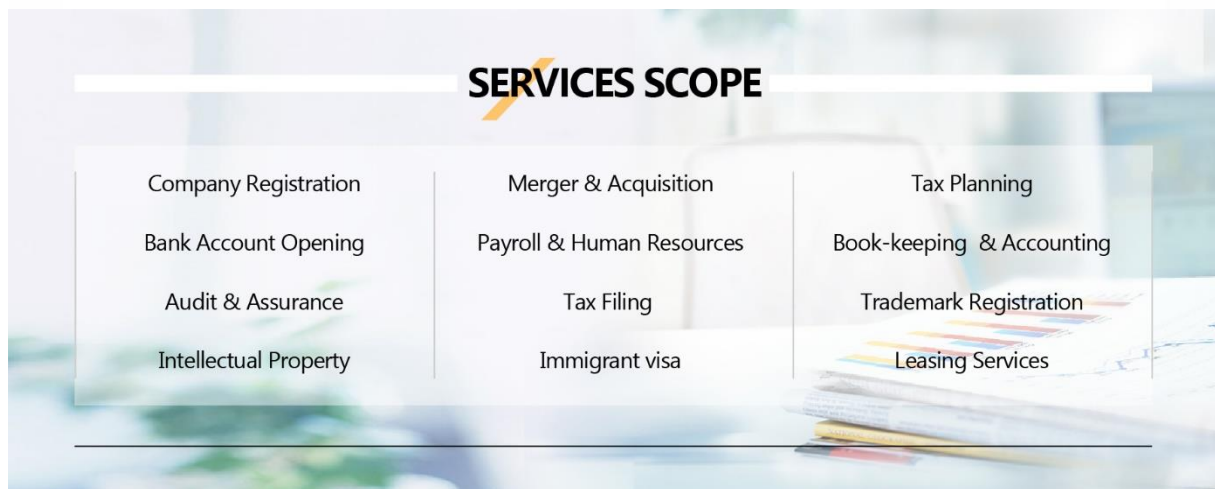 SERVICES SCOPE
Company Registration
Merger & Acquisition
Tax Planning
Bank Account Opening
Payroll & Human Resources
Book-keeping & Accounting
Audit & Assurance
Tax Filing
Trademark Registration
Intellectual Property
Immigrant visa
Leasing Services